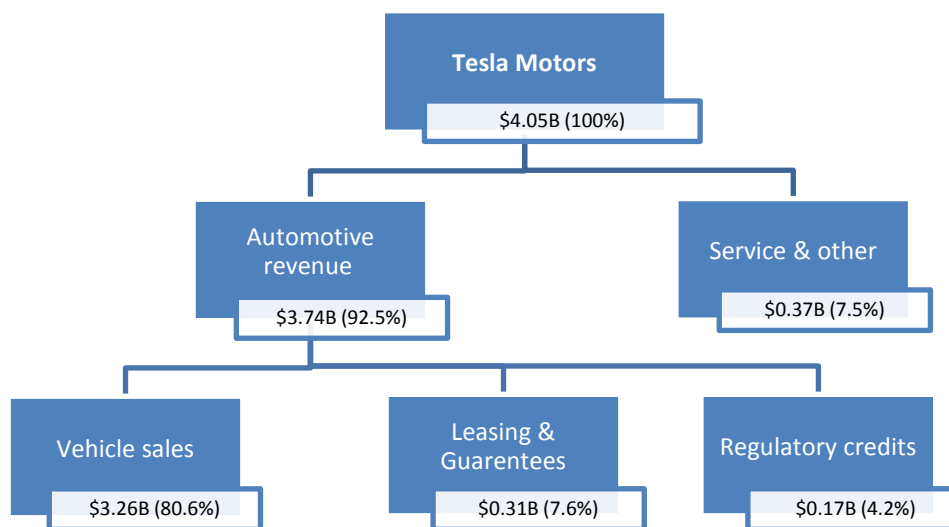 Tesla Motors
$4.05B (100%)
Automotive
revenue
$3.74B (92.5%)
Service & other
$0.37B (7.5%)
Vehicle sales
$3.26B (80.6%)
Leasing &
Guarentees
$0.31B (7.6%)
Regulatory credits
$0.17B (4.2%)